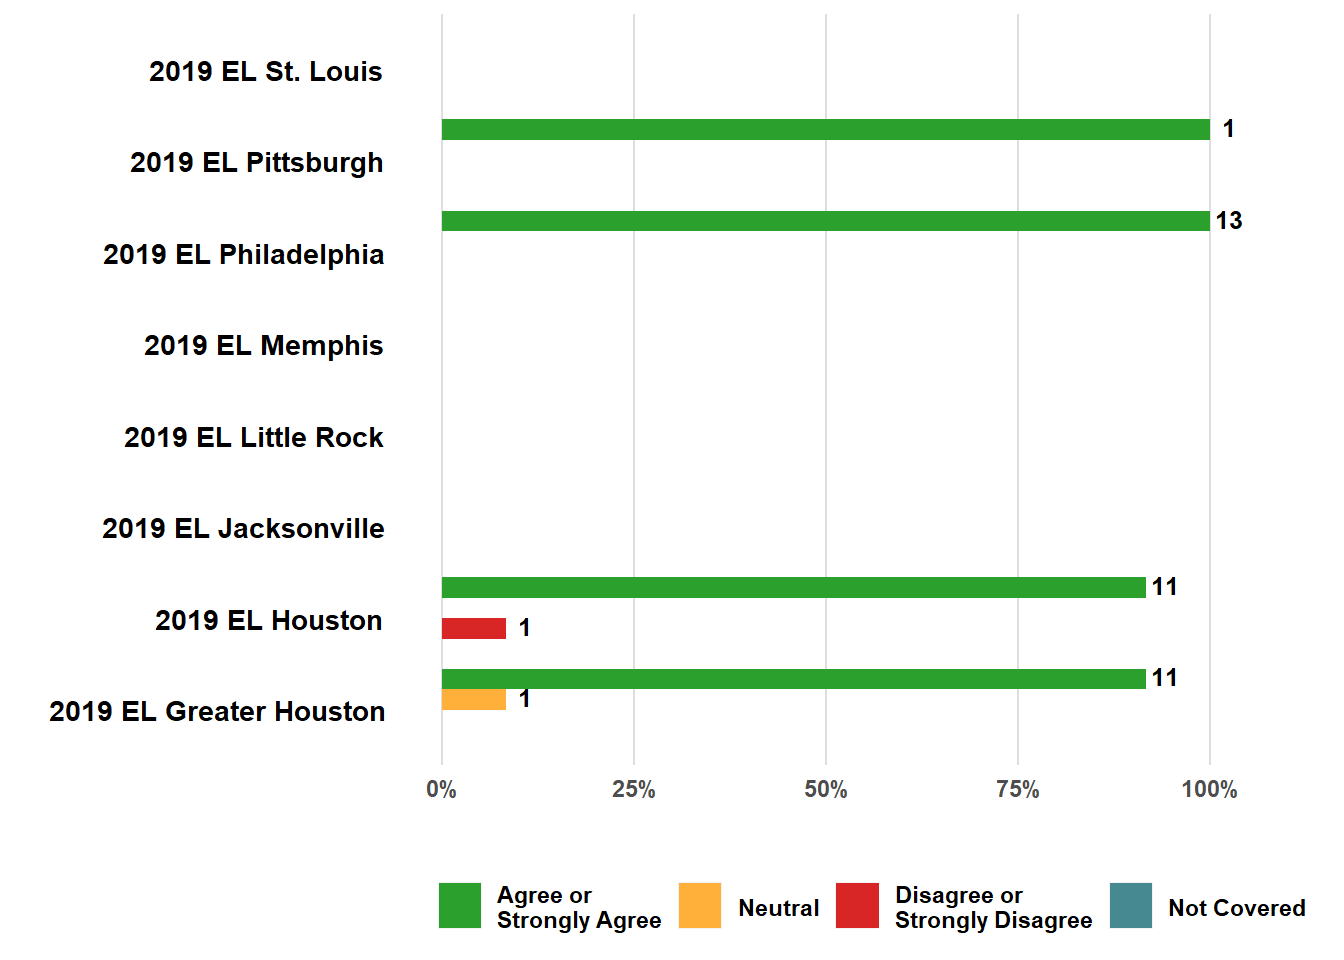 2019 EL St. Louis
1
2019 EL Pittsburgh
13
2019 EL Philadelphia
2019 EL Memphis
2019 EL Little Rock
2019 EL Jacksonville
11
2019 EL Houston
1
11
1
2019 EL Greater Houston
0% 25% 50% 75% 100%
Agree or
Strongly Agree
Neutral
Disagree or
Strongly Disagree
Not Covered